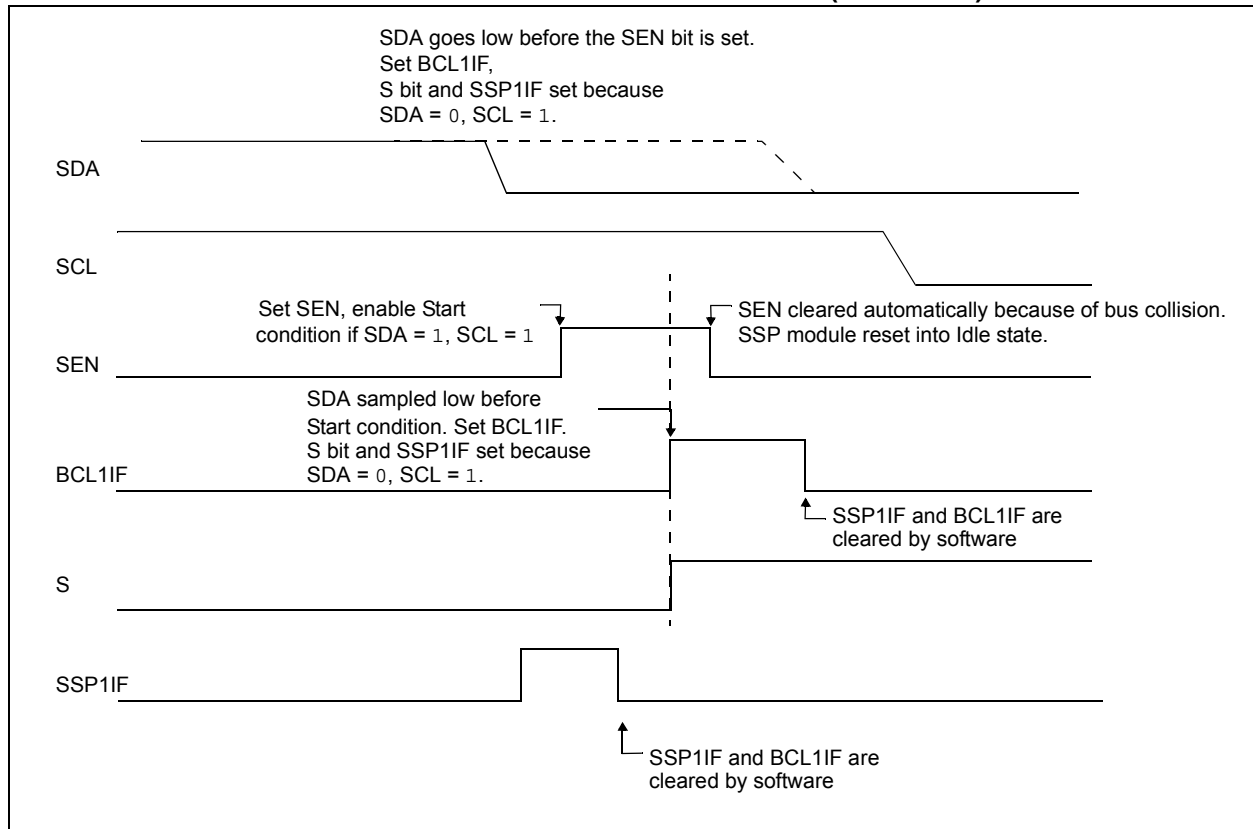 SDA goes low before the SEN bit is set.
Set BCL1IF,
S bit and SSP1IF set because
SDA = 0, SCL = 1.
SDA
SCL
Set SEN, enable Start
condition if SDA = 1, SCL = 1
SEN cleared automatically because of bus collision.
SSP module reset into Idle state.
SEN
SDA sampled low before
Start condition. Set BCL1IF.
S bit and SSP1IF set because
SDA = 0, SCL = 1.
BCL1IF
SSP1IF and BCL1IF are
cleared by software
S
SSP1IF
SSP1IF and BCL1IF are
cleared by software